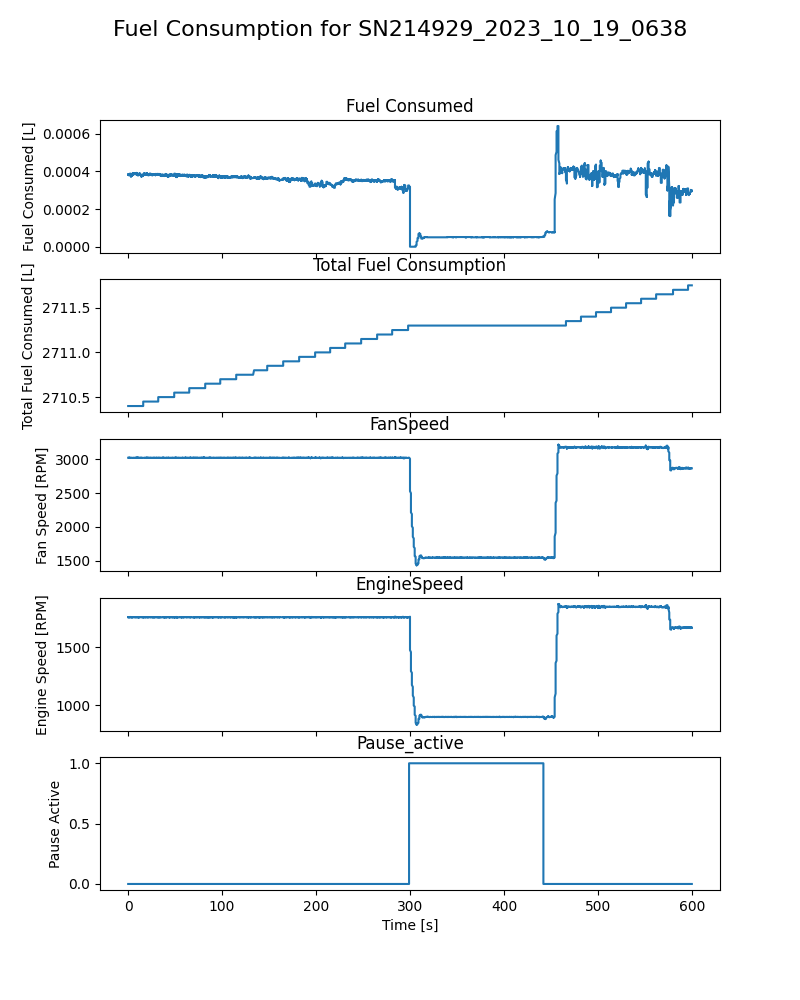 Fuel Consumption for SN214929_2023_10_19_0638
Fuel Consumed
Fuel Consumed [L]
0.0006
0.0004
0.0002
0.0000
Total Fuel Consumption
Total Fuel Consumed [L]
2711.5
2711.0
2710.5
FanSpeed
Fan Speed [RPM]
3000
2500
2000
1500
EngineSpeed
Engine Speed [RPM]
1500
1000
Pause_active
Pause Active
1.0
0.5
0.0
0 100 200 300 400 500 600
Time [s]